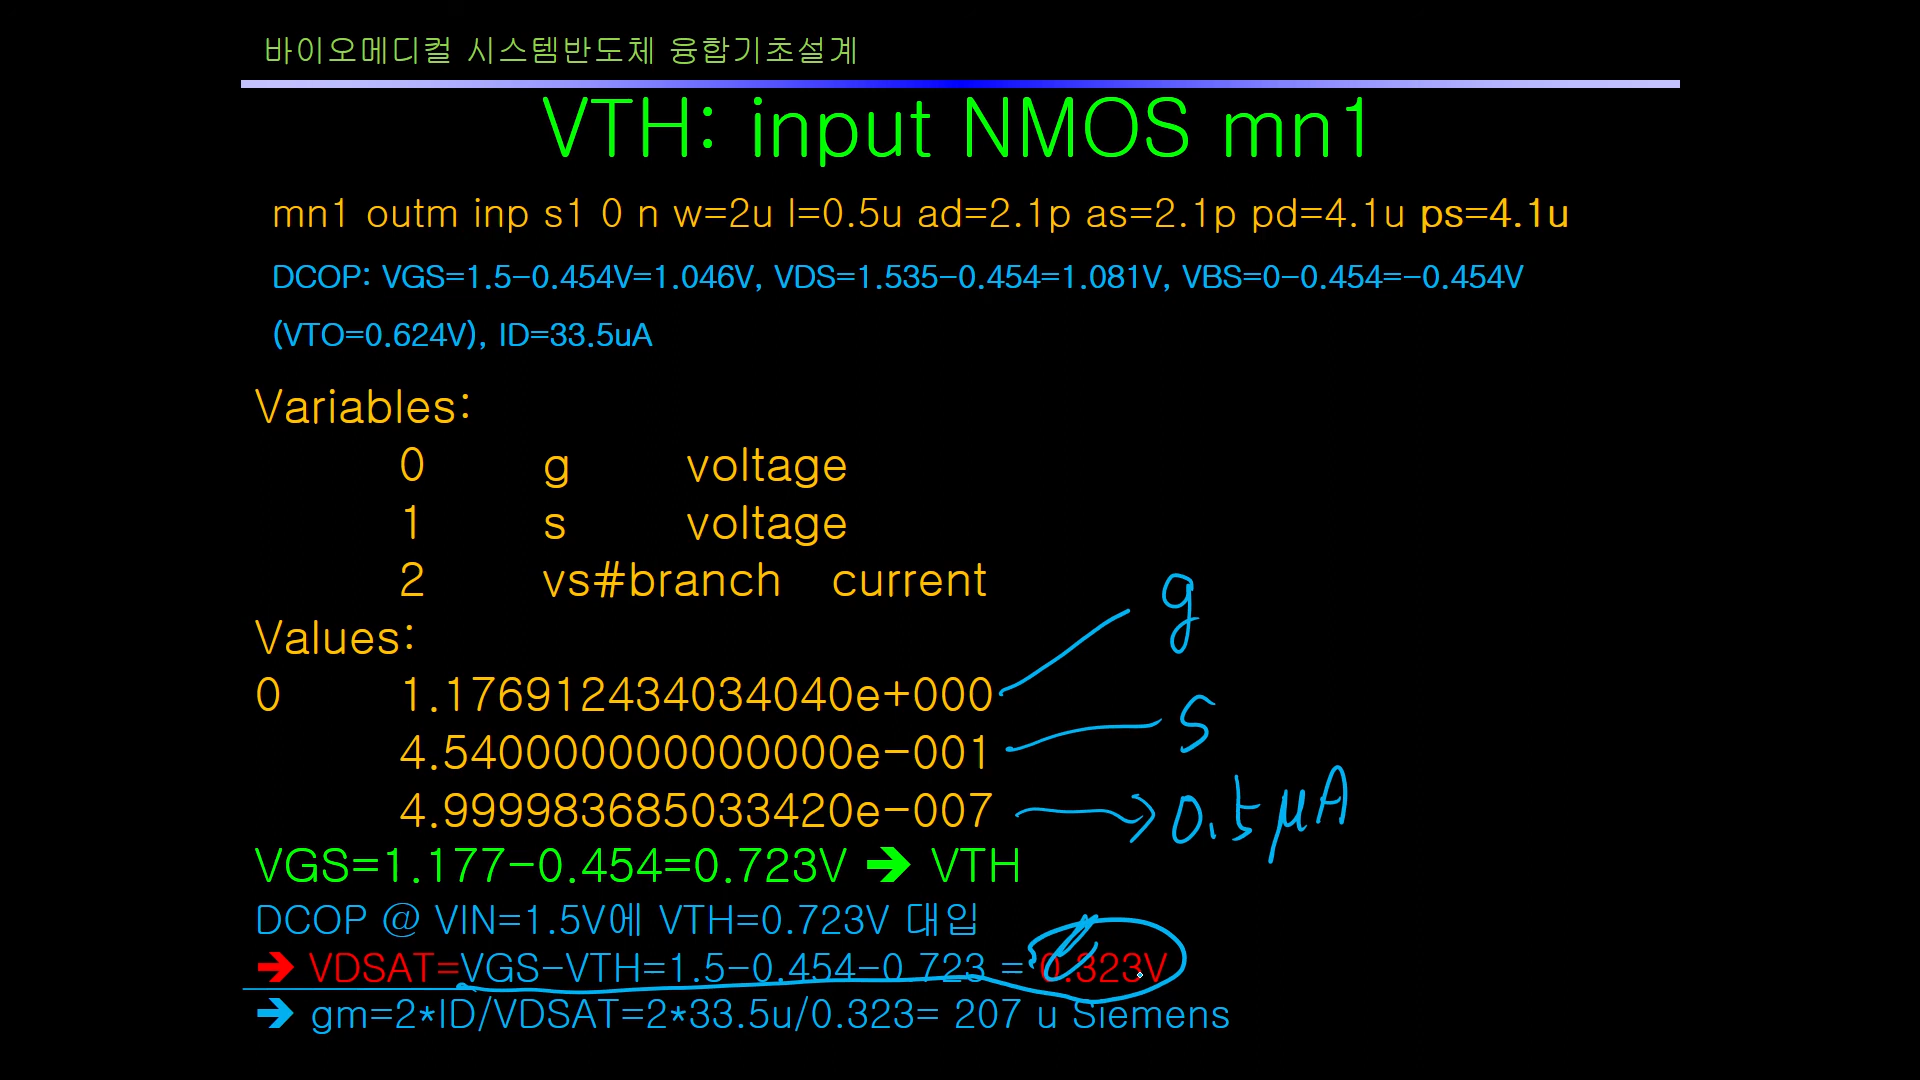 바이오메디컬 시스템반도체 융합기초설계
VTH: input NMOS mn1
mn1 outm inp s1 0 n w=2u l=0.5u ad=2.1p as=2.1p pd=4.1u ps=4.1u
DCOP: VGS=1.5-0.454V=1.046V, VDS=1.535-0.454=1.081V, VBS=0-0.454=-0.454V
(VTO=0.624V), ID=33.5uA
Variables:
0 g voltage
1 s voltage
2 vs#branch current
g
Values:
0 1.176912434034040e+000
4.540000000000000e-001 s
4.999983685033420e-007 0.5μA
VGS=1.177-0.454=0.723V ➔ VTH
DCOP @ VIN=1.5V에 VTH=0.723V 대입
➔ VDSAT=VGS-VTH=1.5-0.454-0.723 = 0.323V
➔ gm=2*ID/VDSAT=2*33.5u/0.323= 207 u Siemens